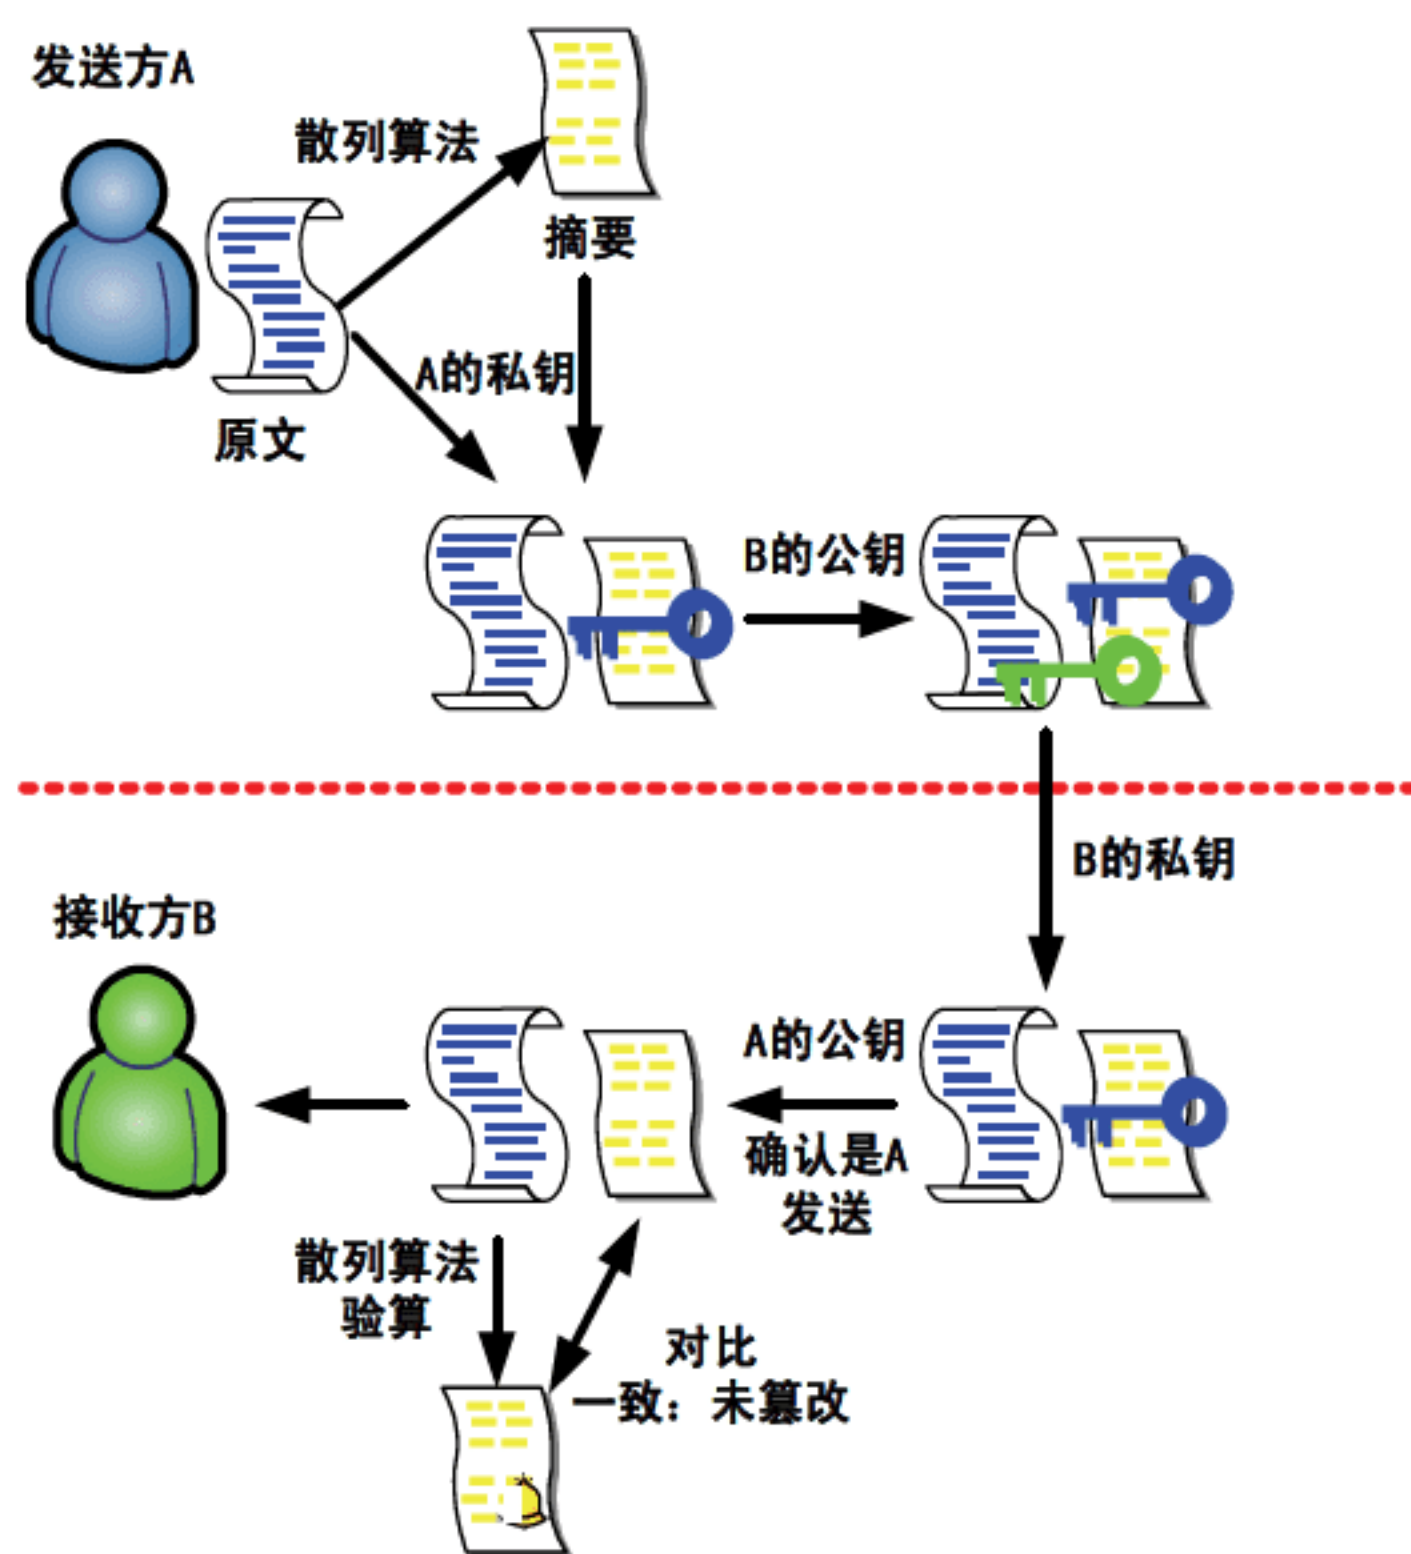 发送方A
散列算法
摘要
A的私钥
原文
B的公钥
B的私钥
接收方B
A的公钥
确认是A
发送
散列算法
验算
对比
一致：未篡改